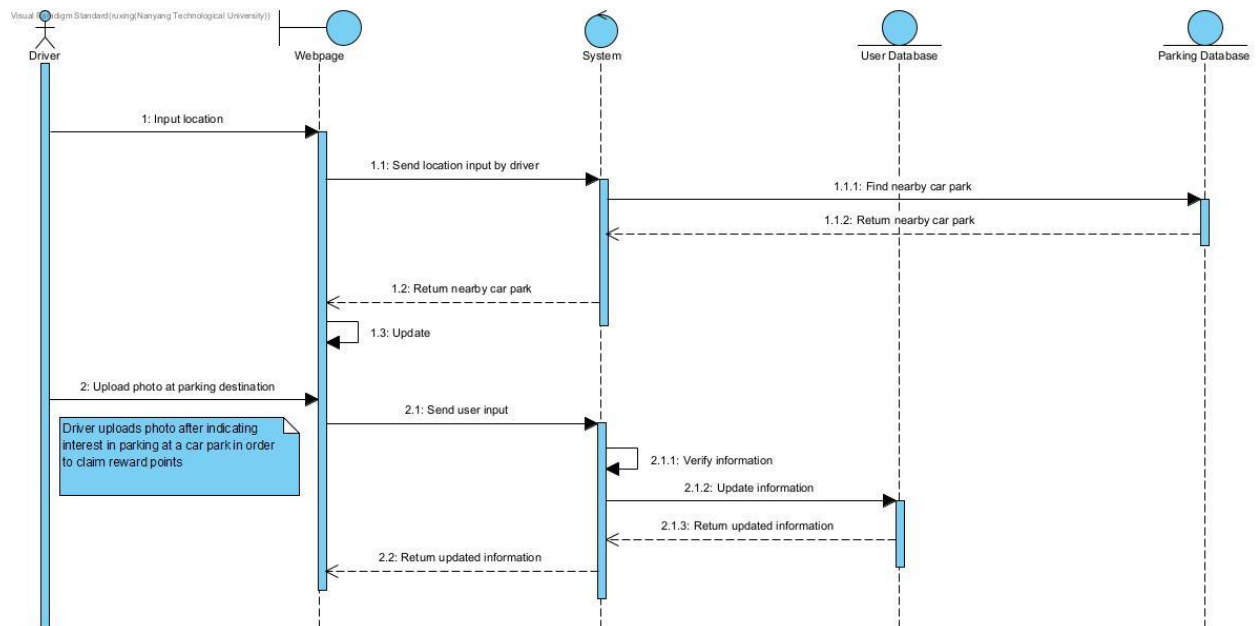 Visual Paradigm Standard(ruxing(Nanyang Technological University))
Driver
Webpage
System
User Database
Parking Database
1: Input location
1.1: Send location input by driver
1.1.1: Find nearby car park
1.1.2: Return nearby car park
1.2: Return nearby car park
1.3: Update
2: Upload photo at parking destination
2.1: Send user input
Driver uploads photo after indicating
interest in parking at a car park in order
to claim reward points
2.1.1: Verify information
2.1.2: Update information
2.1.3: Return updated information
2.2: Return updated information